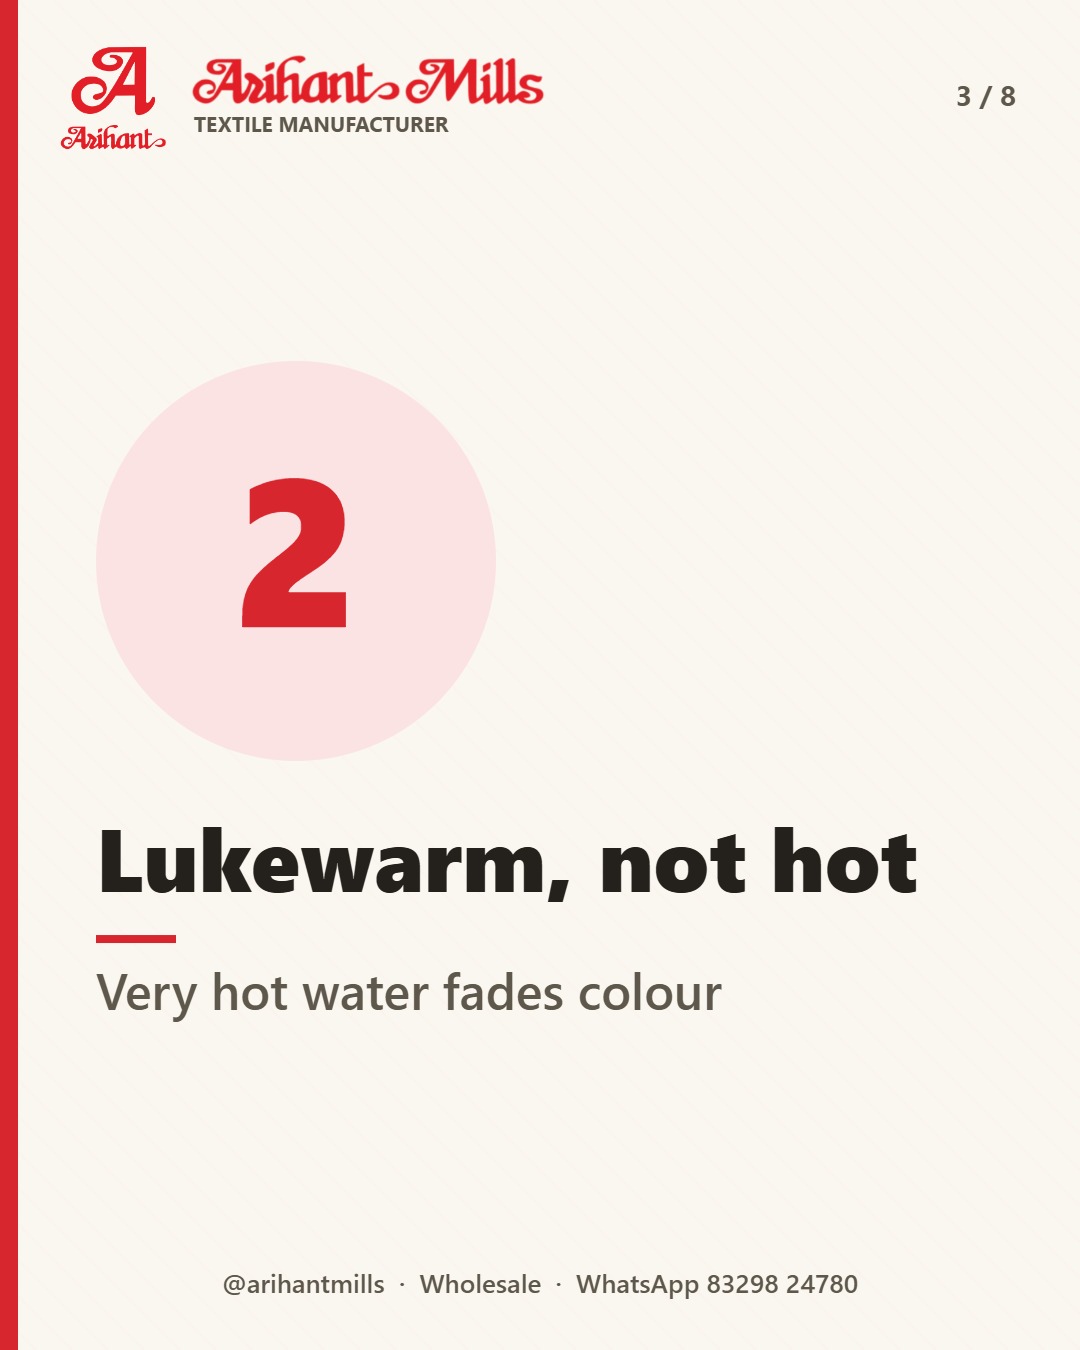 A
Arihant
Arihant Mills
TEXTILE MANUFACTURER
3 / 8
2
Lukewarm, not hot
Very hot water fades colour
@arihantmills · Wholesale · WhatsApp 83298 24780